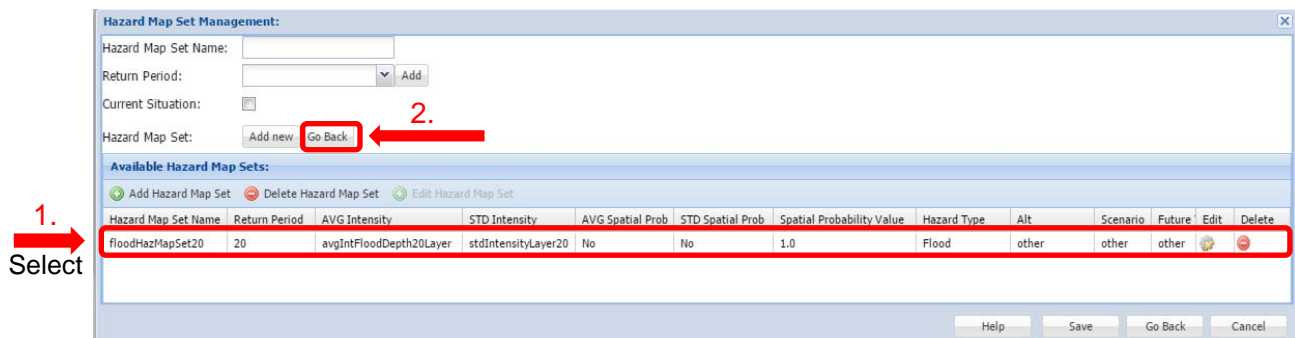 Hazard Map Set Management:
Hazard Map Set Name:
Return Period: Add
Current Situation:
2.
Hazard Map Set: Add new Go Back
Available Hazard Map Sets:
Add Hazard Map Set Delete Hazard Map Set Edit Hazard Map Set
1.
Hazard Map Set Name Return Period AVG Intensity STD Intensity AVG Spatial Prob STD Spatial Prob Spatial Probability Value Hazard Type Alt Scenario Future Edit Delete
floodHazMapSet20 20 avgIntFloodDepth20Layer stdIntensityLayer20 No No 1.0 Flood other other other
Select
Help Save Go Back Cancel